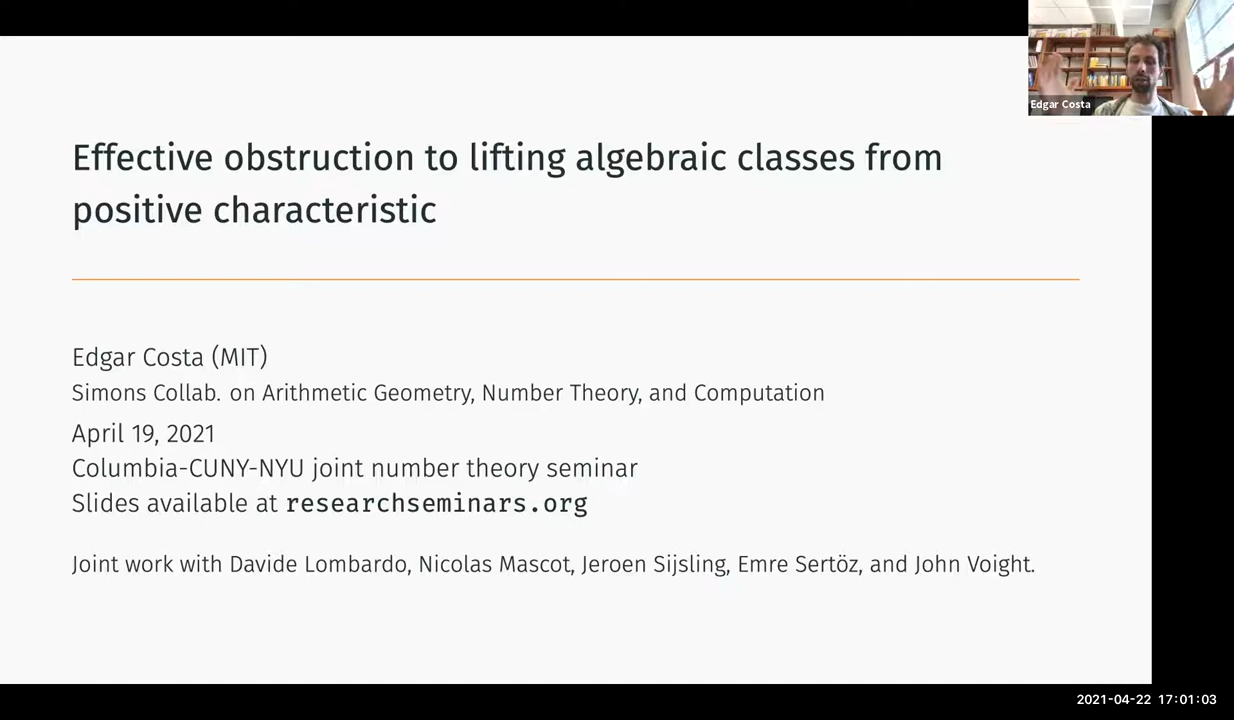 Edgar Costa
Effective obstruction to lifting algebraic classes from
positive characteristic
Edgar Costa (MIT)
Simons Collab. on Arithmetic Geometry, Number Theory, and Computation
April 19, 2021
Columbia-CUNY-NYU joint number theory seminar
Slides available at researchseminars.org
Joint work with Davide Lombardo, Nicolas Mascot, Jeroen Sijsling, Emre Sertöz, and John Voight.
2021-04-22 17:01:03